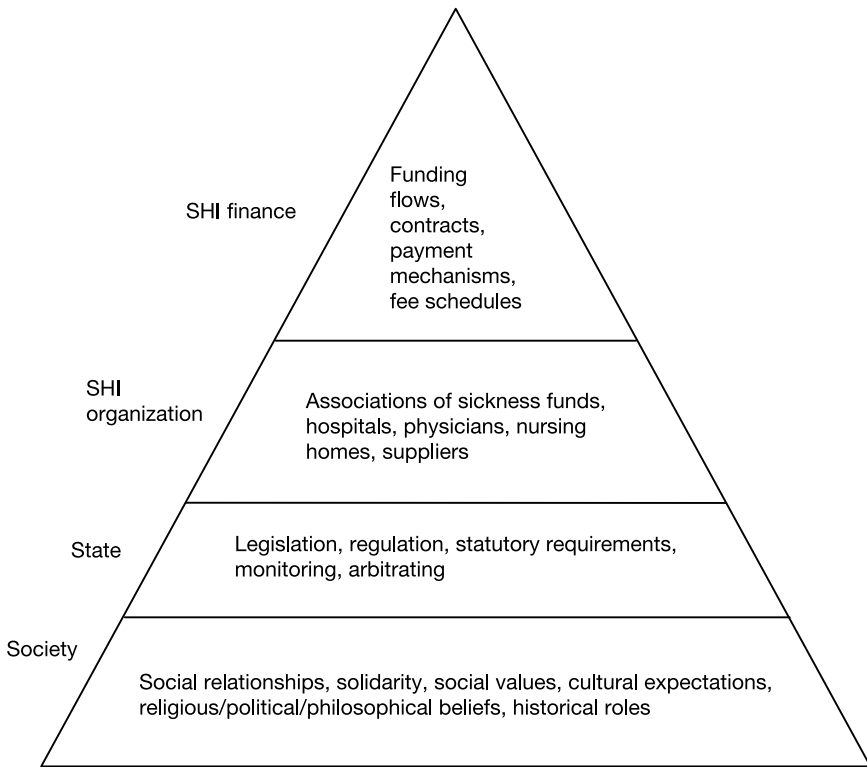 SHI finance
Funding
flows,
contracts,
payment
mechanisms,
fee schedules
SHI
organization
Associations of sickness funds,
hospitals, physicians, nursing
homes, suppliers
State
Legislation, regulation, statutory requirements,
monitoring, arbitrating
Society
Social relationships, solidarity, social values, cultural expectations,
religious/political/philosophical beliefs, historical roles